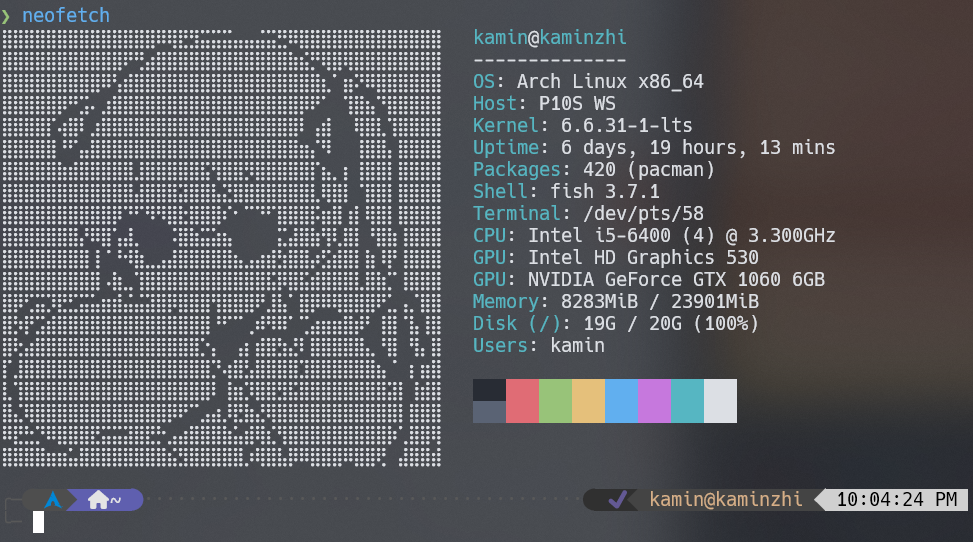 ❯ neofetch
kamin@kaminzhi
--------------
OS: Arch Linux x86_64
Host: P10S WS
Kernel: 6.6.31-1-lts
Uptime: 6 days, 19 hours, 13 mins
Packages: 420 (pacman)
Shell: fish 3.7.1
Terminal: /dev/pts/58
CPU: Intel i5-6400 (4) @ 3.300GHz
GPU: Intel HD Graphics 530
GPU: NVIDIA GeForce GTX 1060 6GB
Memory: 8283MiB / 23901MiB
Disk (/): 19G / 20G (100%)
Users: kamin
~ kamin@kaminzhi 10:04:24 PM